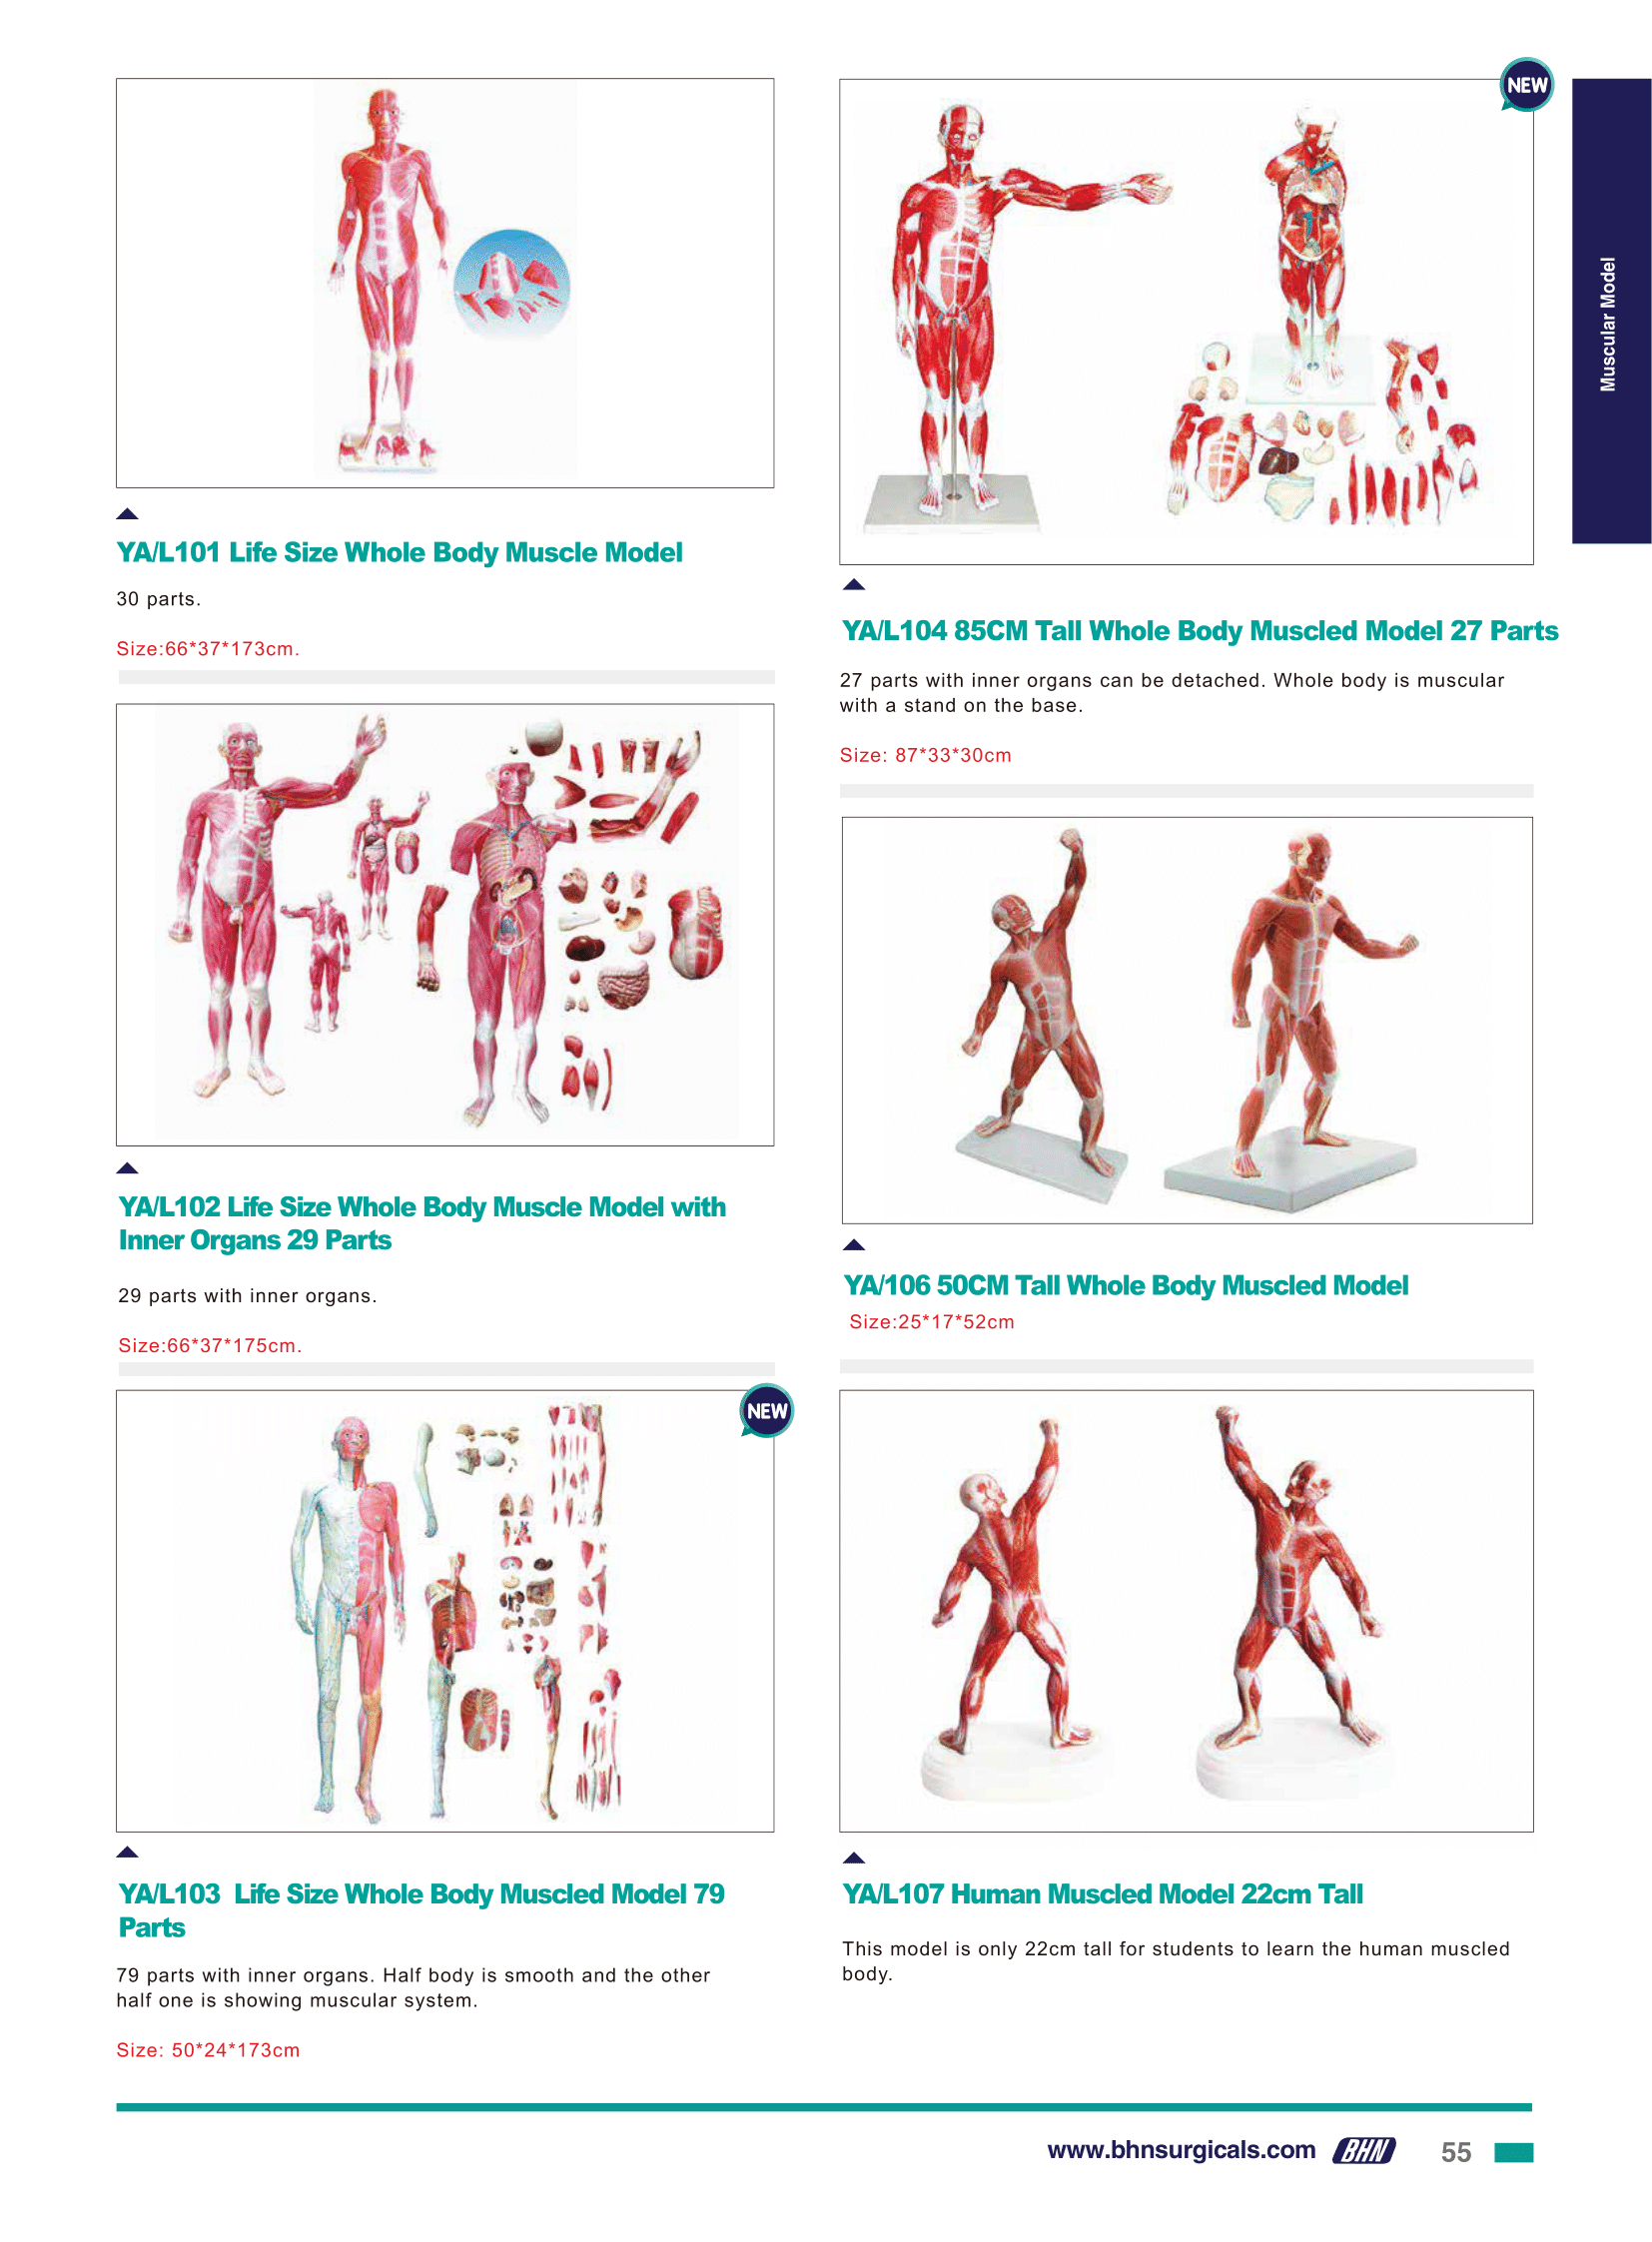 YA/L101 Life Size Whole Body Muscle Model
30 parts.
Size:66*37*173cm.
YA/L102 Life Size Whole Body Muscle Model with
Inner Organs 29 Parts
29 parts with inner organs.
Size:66*37*175cm.
NEW
YA/L103 Life Size Whole Body Muscled Model 79
Parts
79 parts with inner organs. Half body is smooth and the other
half one is showing muscular system.
Size: 50*24*173cm
NEW
YA/L104 85CM Tall Whole Body Muscled Model 27 Parts
27 parts with inner organs can be detached. Whole body is muscular
with a stand on the base.
Size: 87*33*30cm
YA/106 50CM Tall Whole Body Muscled Model
Size:25*17*52cm
YA/L107 Human Muscled Model 22cm Tall
This model is only 22cm tall for students to learn the human muscled
body.
Muscular Model
www.bhnsurgicals.com BHN 55